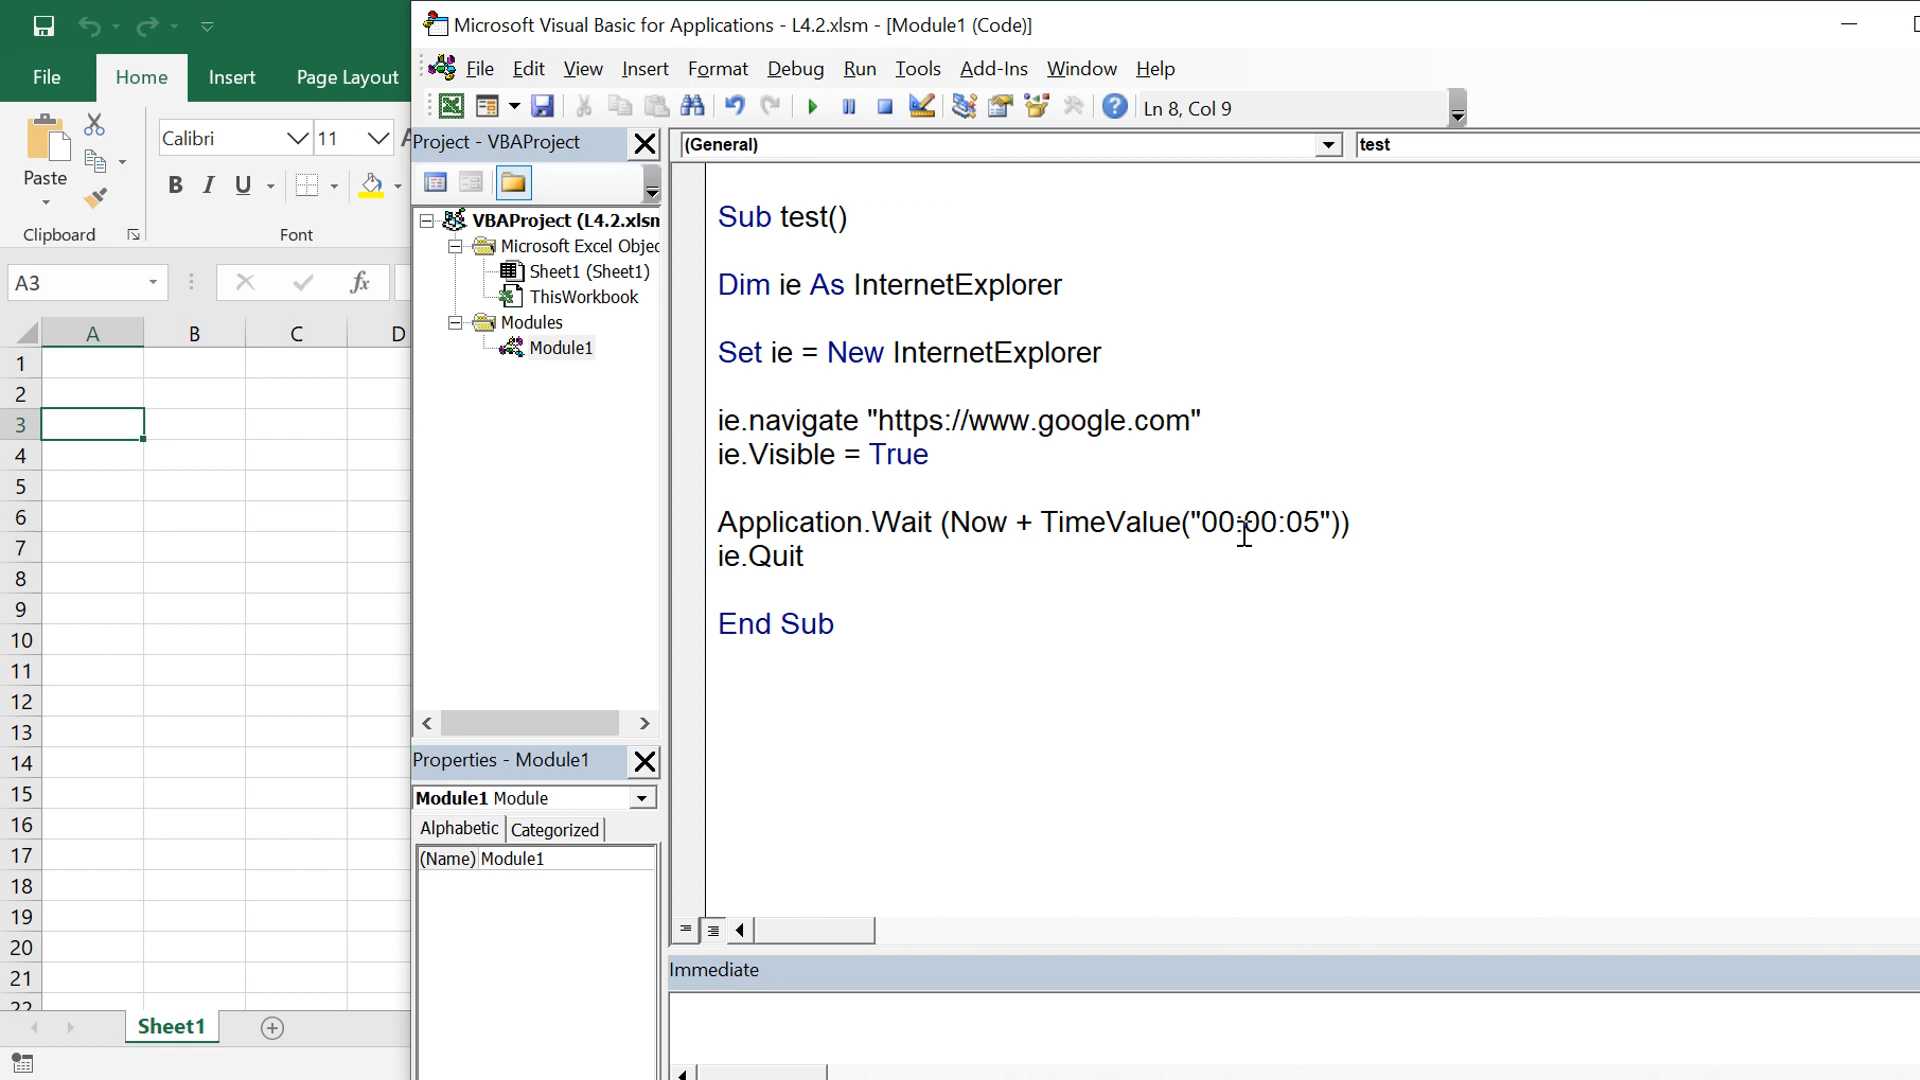 Microsoft Visual Basic for Applications - L4.2.xlsm - [Module1 (Code)]
File Home Insert Page Layout
File Edit View Insert Format Debug Run Tools Add-Ins Window Help
Ln 8, Col 9
Paste
Calibri 11
B I U
Clipboard Font
A3 fx
A B C D
1
2
3
4
5
6
7
8
9
10
11
12
13
14
15
16
17
18
19
20
21
22
Sheet1
Project - VBAProject
VBAProject (L4.2.xlsm
Microsoft Excel Objec
Sheet1 (Sheet1)
ThisWorkbook
Modules
Module1
Properties - Module1
Module1 Module
Alphabetic Categorized
(Name) Module1
(General) test
Sub test()
Dim ie As InternetExplorer
Set ie = New InternetExplorer
ie.navigate "https://www.google.com"
ie.Visible = True
Application.Wait (Now + TimeValue("00:00:05"))
ie.Quit
End Sub
Immediate